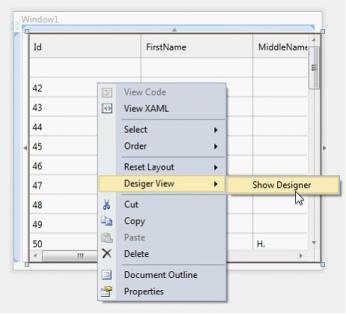 Window1
Id FirstName MiddleName
42
43
44
45
46
47
48
49
50 H.
View Code
View XAML
Select
Order
Reset Layout
Desiger View
Show Designer
Cut
Copy
Paste
Delete
Document Outline
Properties